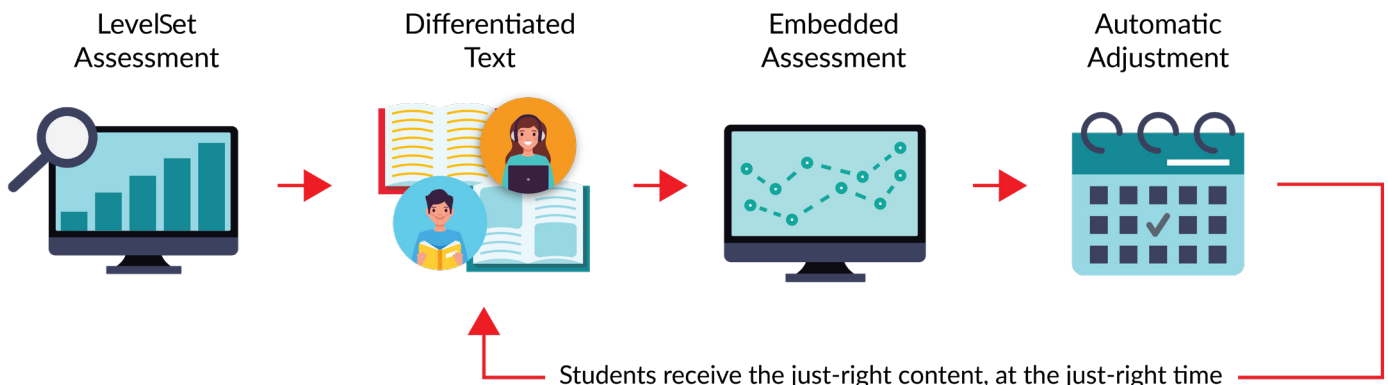 LevelSet
Assessment
Differentiated
Text
Embedded
Assessment
Automatic
Adjustment
Students receive the just-right content, at the just-right time